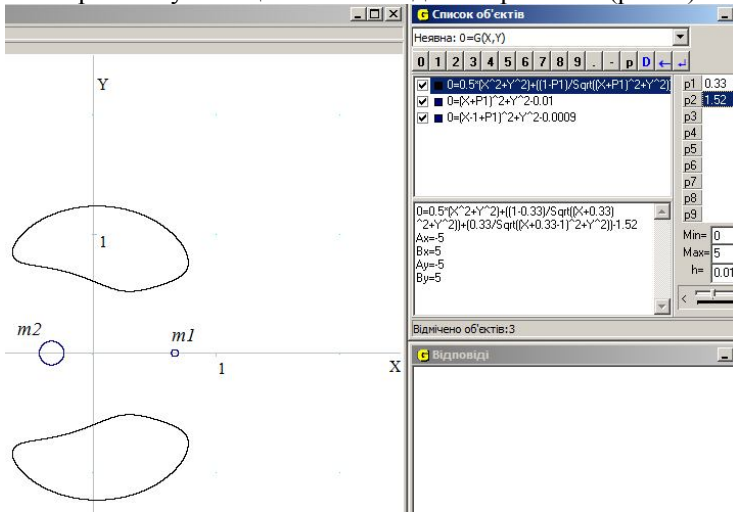 Список об'єктів
Неявна: 0=G(X,Y)
0 1 2 3 4 5 6 7 8 9 . - p D ← ↵
0=0.5*(X^2+Y^2)+((1-P1)/Sqrt((X+P1)^2+Y^2))
0=(X+P1)^2+Y^2-0.01
0=(X-1+P1)^2+Y^2-0.0009
p1 0.33
p2 1.52
p3
p4
p5
p6
p7
p8
p9
0=0.5*(X^2+Y^2)+((1-0.33)/Sqrt((X+0.33)
^2+Y^2))+(0.33/Sqrt((X+0.33-1)^2+Y^2))-1.52
Ax=-5
Bx=5
Ay=-5
By=5
Min= 0
Max= 5
h= 0.01
<
Відмічено об'єктів:3
Відповіді
Y
1
m2
m1
1
X